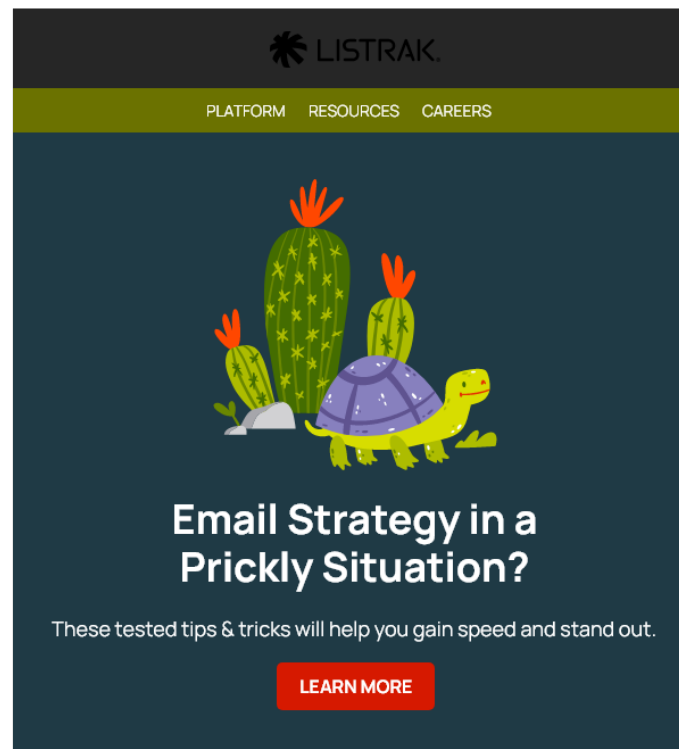 LISTRAK.
PLATFORM RESOURCES CAREERS
Email Strategy in a
Prickly Situation?
These tested tips & tricks will help you gain speed and stand out.
LEARN MORE